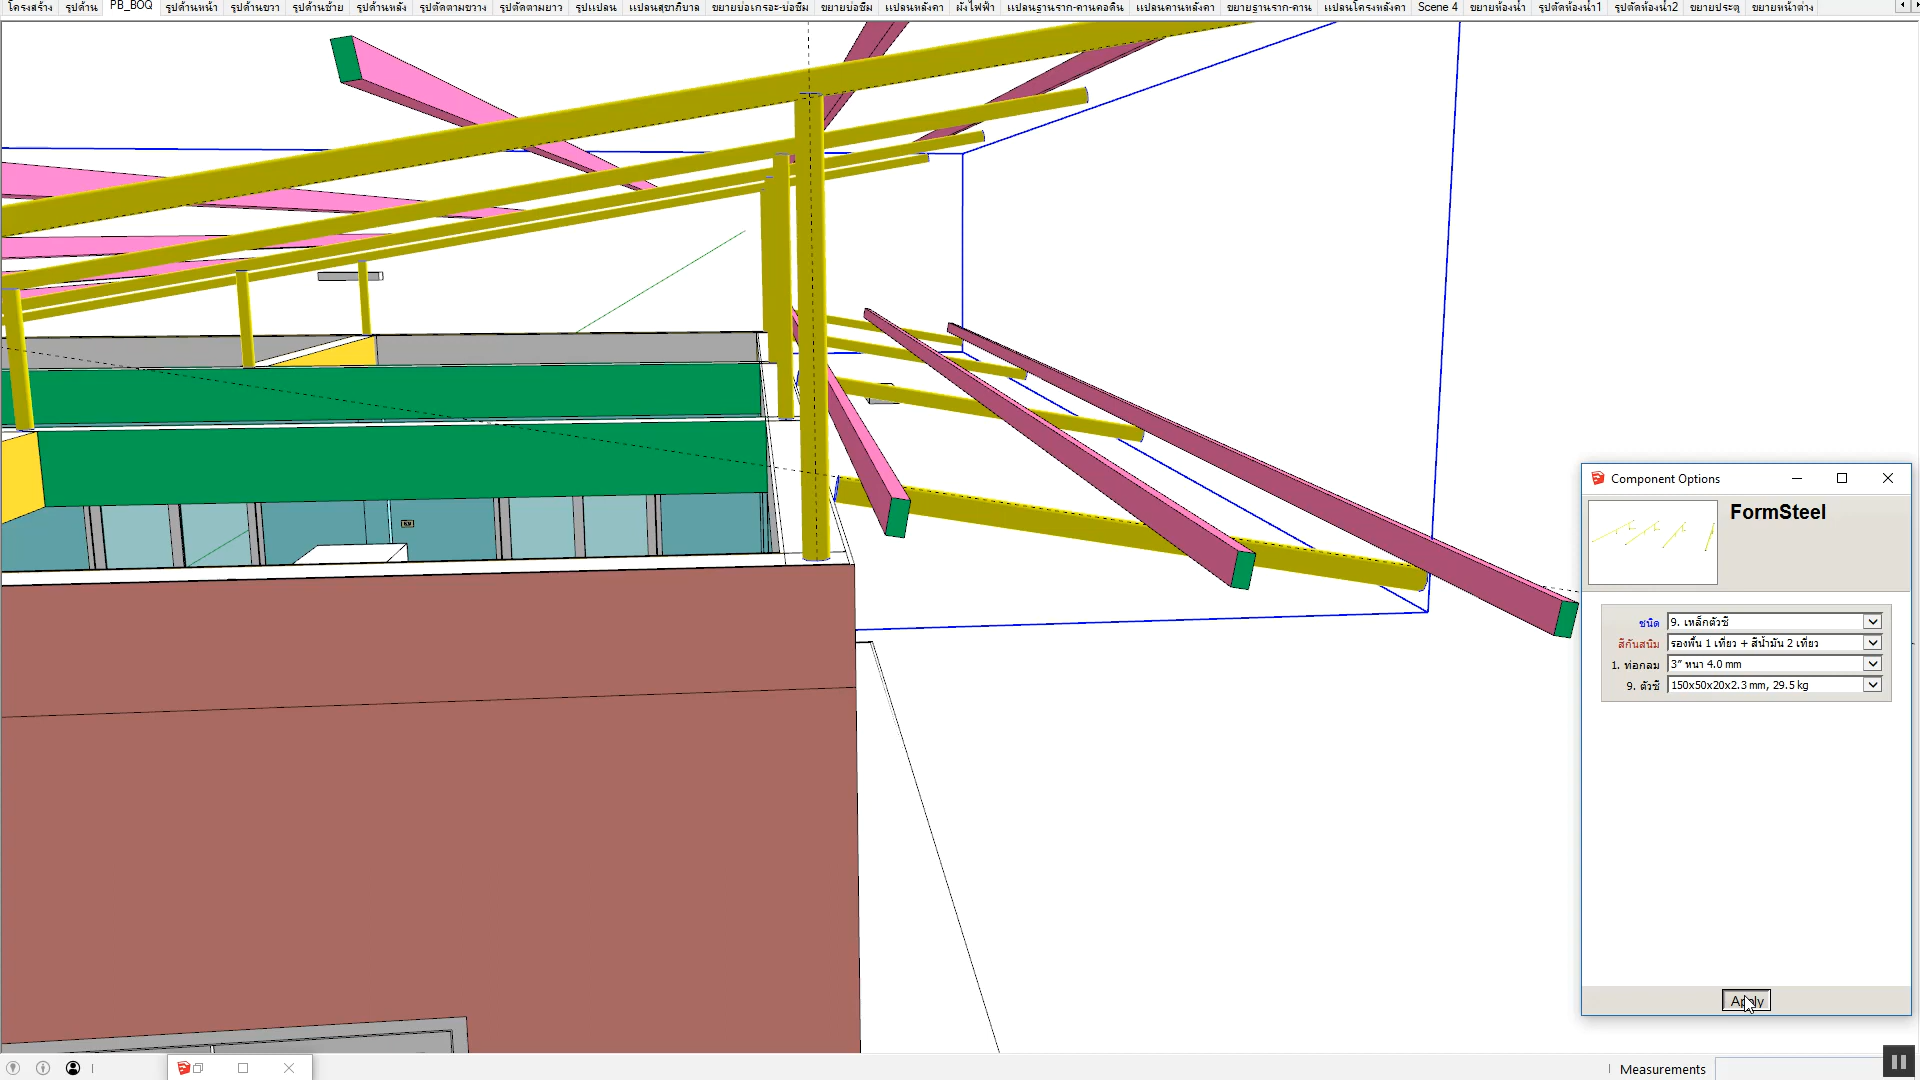 โครงสร้าง รูปด้าน PB_BOQ รูปด้านหน้า รูปด้านขวา รูปด้านซ้าย รูปด้านหลัง รูปตัดตามขวาง รูปตัดตามยาว รูปแปลน แปลนสุขาภิบาล ขยายบ่อเกรอะ-บ่อซึม ขยายบ่อซึม แปลนหลังคา ผังไฟฟ้า แปลนฐานราก-คานคอดิน แปลนคานหลังคา ขยายฐานราก-คาน แปลนโครงหลังคา Scene 4 ขยายห้องน้ำ รูปตัดห้องน้ำ1 รูปตัดห้องน้ำ2 ขยายประตู ขยายหน้าต่าง
Component Options
FormSteel
ชนิด 9. เหล็กตัวซี
สีกันสนิม รองพื้น 1 เที่ยว + สีน้ำมัน 2 เที่ยว
1. ท่อกลม 3" หนา 4.0 mm
9. ตัวซี 150x50x20x2.3 mm, 29.5 kg
Apply
Measurements